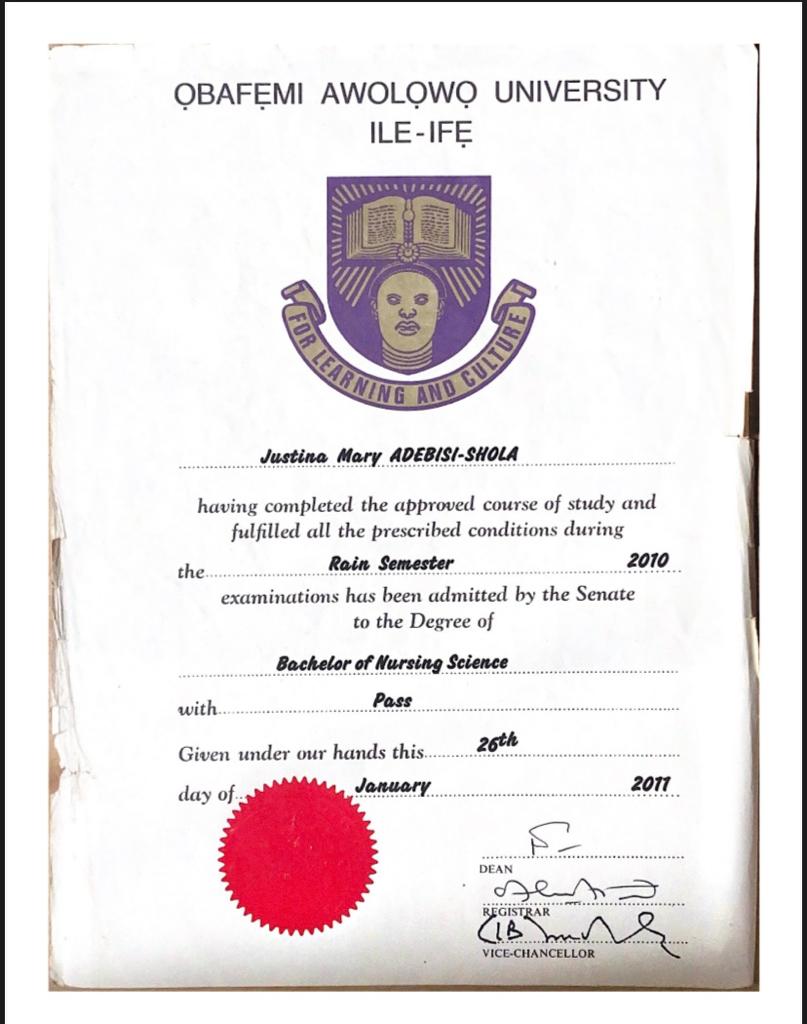 ỌBAFẸMI AWOLỌWỌ UNIVERSITY
ILE-IFẸ
FOR LEARNING AND CULTURE
Justina Mary ADEBISI-SHOLA
having completed the approved course of study and
fulfilled all the prescribed conditions during
the Rain Semester 2010
examinations has been admitted by the Senate
to the Degree of
Bachelor of Nursing Science
with Pass
Given under our hands this 26th
day of January 2011
DEAN
REGISTRAR
VICE-CHANCELLOR